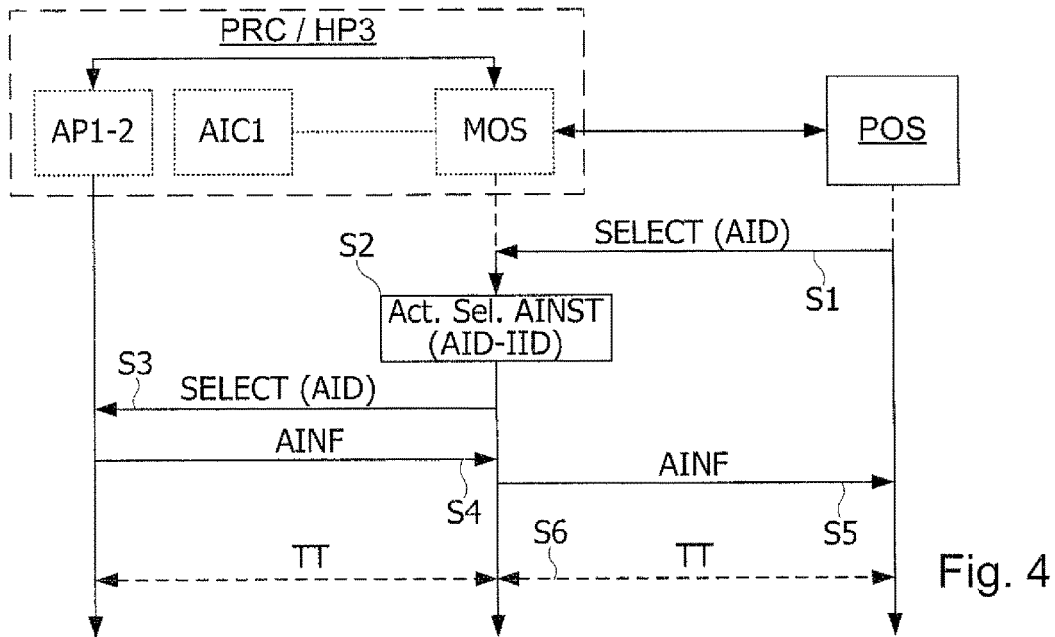 PRC / HP3
AP1-2
AIC1
MOS
POS
SELECT (AID)
S1
S2
Act. Sel. AINST
(AID-IID)
S3
SELECT (AID)
AINF
S4
AINF
S5
TT
S6
TT
Fig. 4